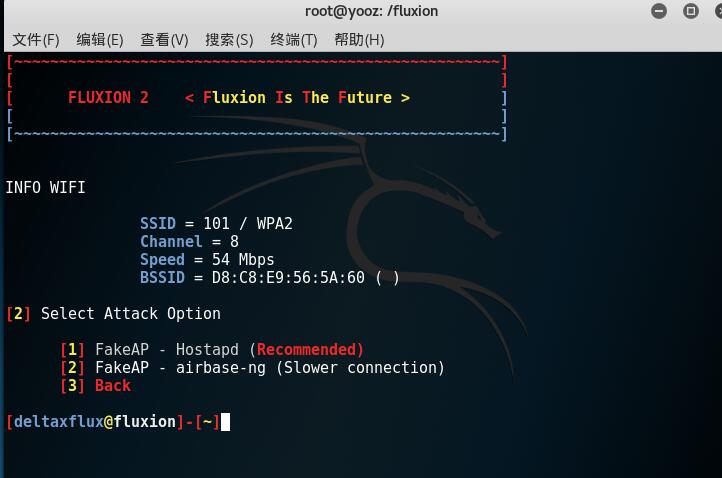 root@yooz: /fluxion
文件(F) 编辑(E) 查看(V) 搜索(S) 终端(T) 帮助(H)
[~~~~~~~~~~~~~~~~~~~~~~~~~~~~~~~~~~~~~~~~~~~~~~~~~~~~~~]
[ ]
[ FLUXION 2 < Fluxion Is The Future > ]
[ ]
[~~~~~~~~~~~~~~~~~~~~~~~~~~~~~~~~~~~~~~~~~~~~~~~~~~~~~~]
INFO WIFI
SSID = 101 / WPA2
Channel = 8
Speed = 54 Mbps
BSSID = D8:C8:E9:56:5A:60 ( )
[2] Select Attack Option
[1] FakeAP - Hostapd (Recommended)
[2] FakeAP - airbase-ng (Slower connection)
[3] Back
[deltaxflux@fluxion]-[~]